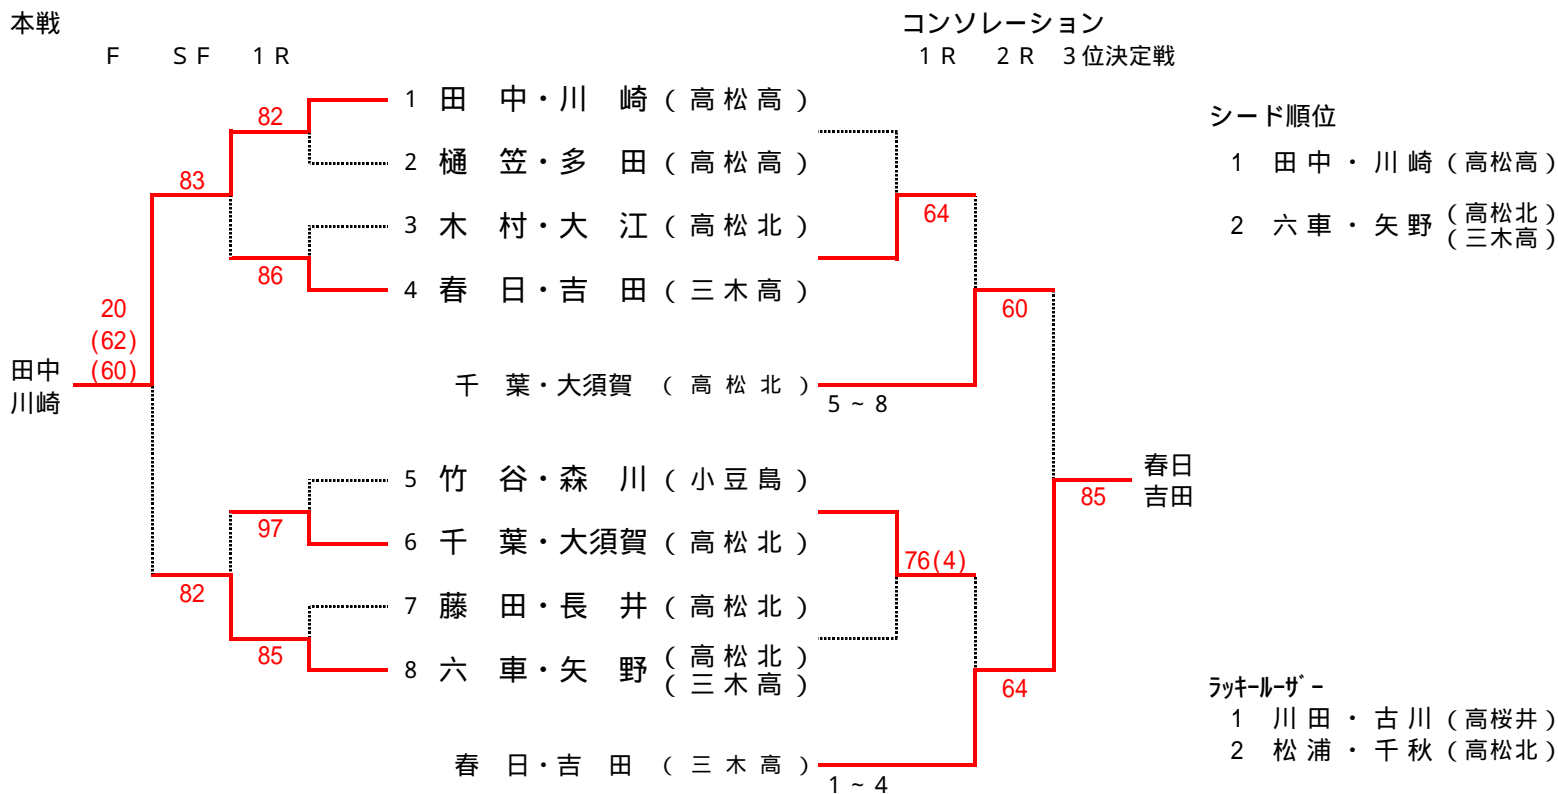 本戦 コンソレーション
F SF 1R 1R 2R 3位決定戦
1 田 中・川 崎 (高松高)
82
シード順位
2 樋 笠・多 田 (高松高)
1 田中・川崎 (高松高)
83
3 木 村・大 江 (高松北)
64
2 六車・矢野 (高松北)
(三木高)
86
4 春 日・吉 田 (三木高)
20
(62)
(60)
60
田中
川崎
千 葉・大須賀 (高松北)
5~8
5 竹 谷・森 川 (小豆島)
春日
吉田
85
97
6 千 葉・大須賀 (高松北)
76(4)
82
7 藤 田・長 井 (高松北)
85
8 六 車・矢 野 (高松北)
(三木高)
64
ラッキールーザー
1 川田・古川 (高桜井)
2 松浦・千秋 (高松北)
春 日・吉 田 (三木高)
1~4